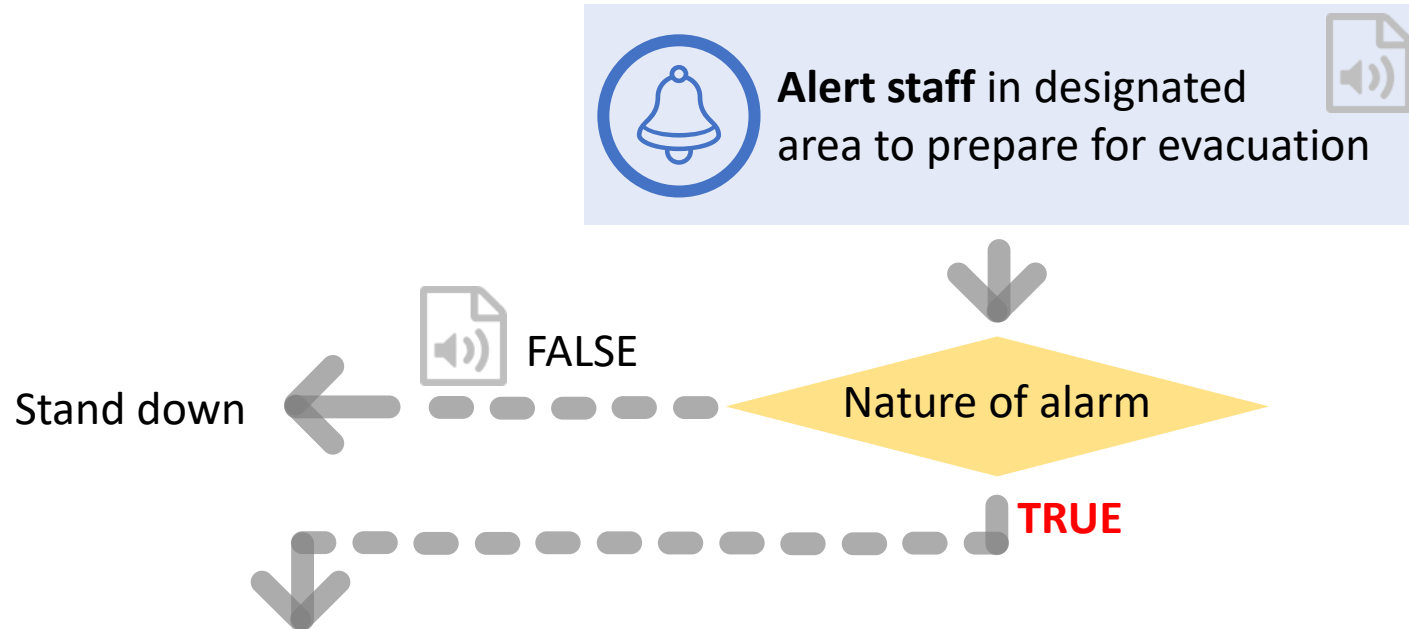 Alert staff in designated
area to prepare for evacuation
FALSE
Stand down
Nature of alarm
TRUE